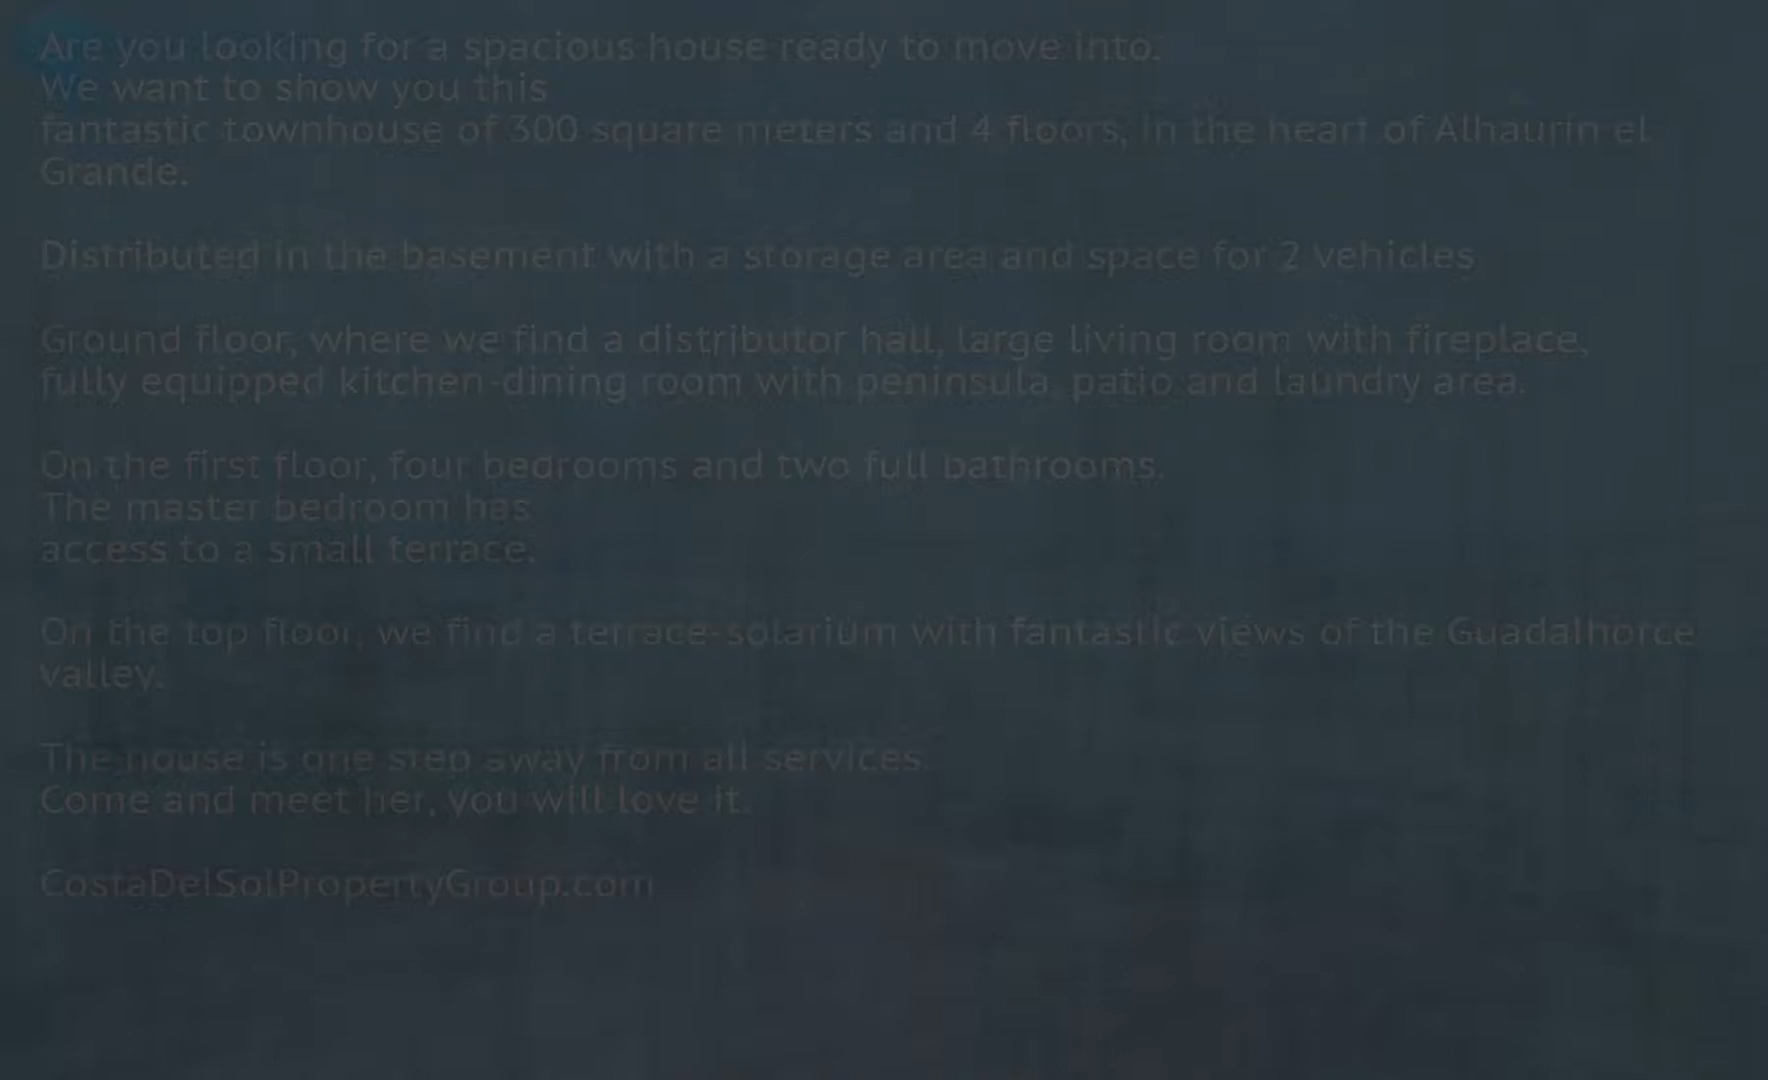 Are you looking for a spacious house ready to move into.
We want to show you this
fantastic townhouse of 300 square meters and 4 floors, in the heart of Alhaurin el
Grande.
Distributed in the basement with a storage area and space for 2 vehicles
Ground floor, where we find a distributor hall, large living room with fireplace,
fully equipped kitchen-dining room with peninsula, patio and laundry area.
On the first floor, four bedrooms and two full bathrooms.
The master bedroom has
access to a small terrace.
On the top floor, we find a terrace-solarium with fantastic views of the Guadalhorce
valley.
The house is one step away from all services.
Come and meet her, you will love it.
CostaDelSolPropertyGroup.com